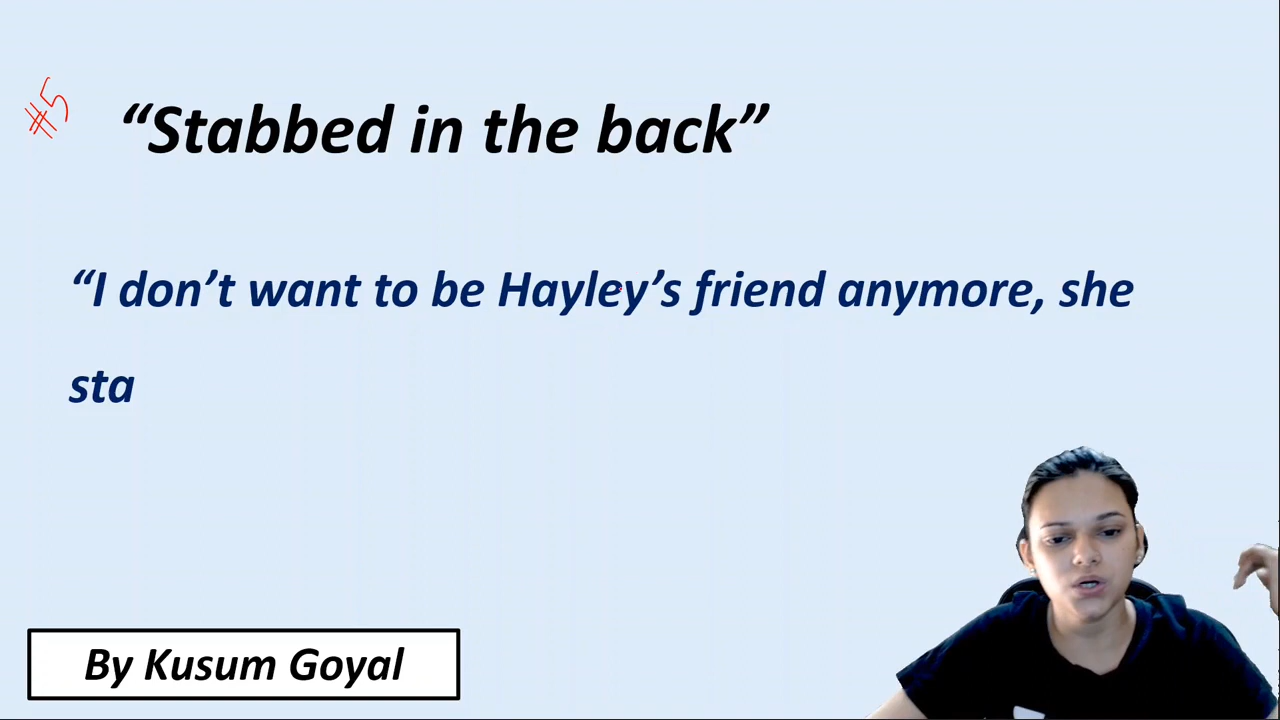 #5
“Stabbed in the back”
“I don’t want to be Hayley’s friend anymore, she
sta
By Kusum Goyal